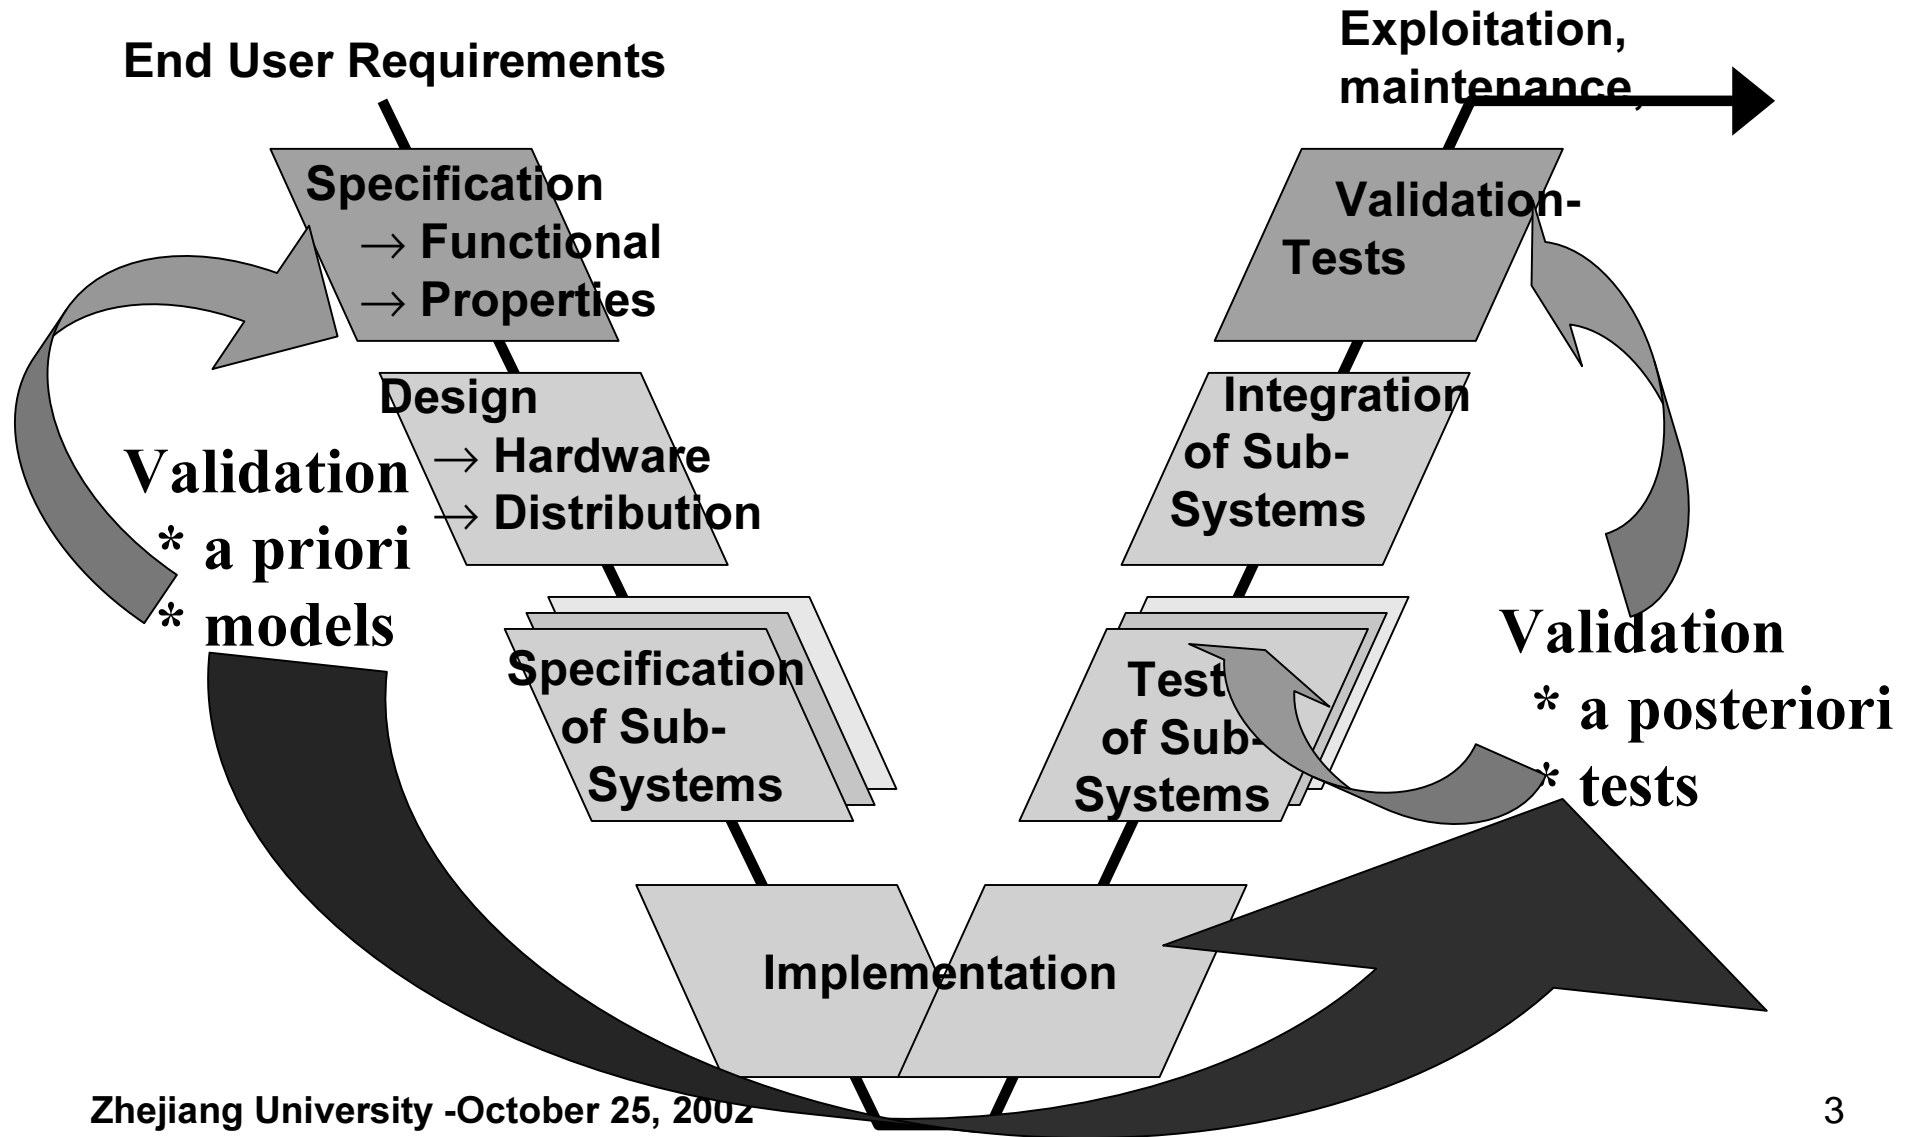 End User Requirements
Exploitation,
maintenance,
Specification
→ Functional
→ Properties
Design
→ Hardware
→ Distribution
Validation
* a priori
* models
Specification
of Sub-
Systems
Implementation
Test
of Sub-
Systems
Integration
of Sub-
Systems
Validation-
Tests
Validation
* a posteriori
* tests
Zhejiang University -October 25, 2002
3